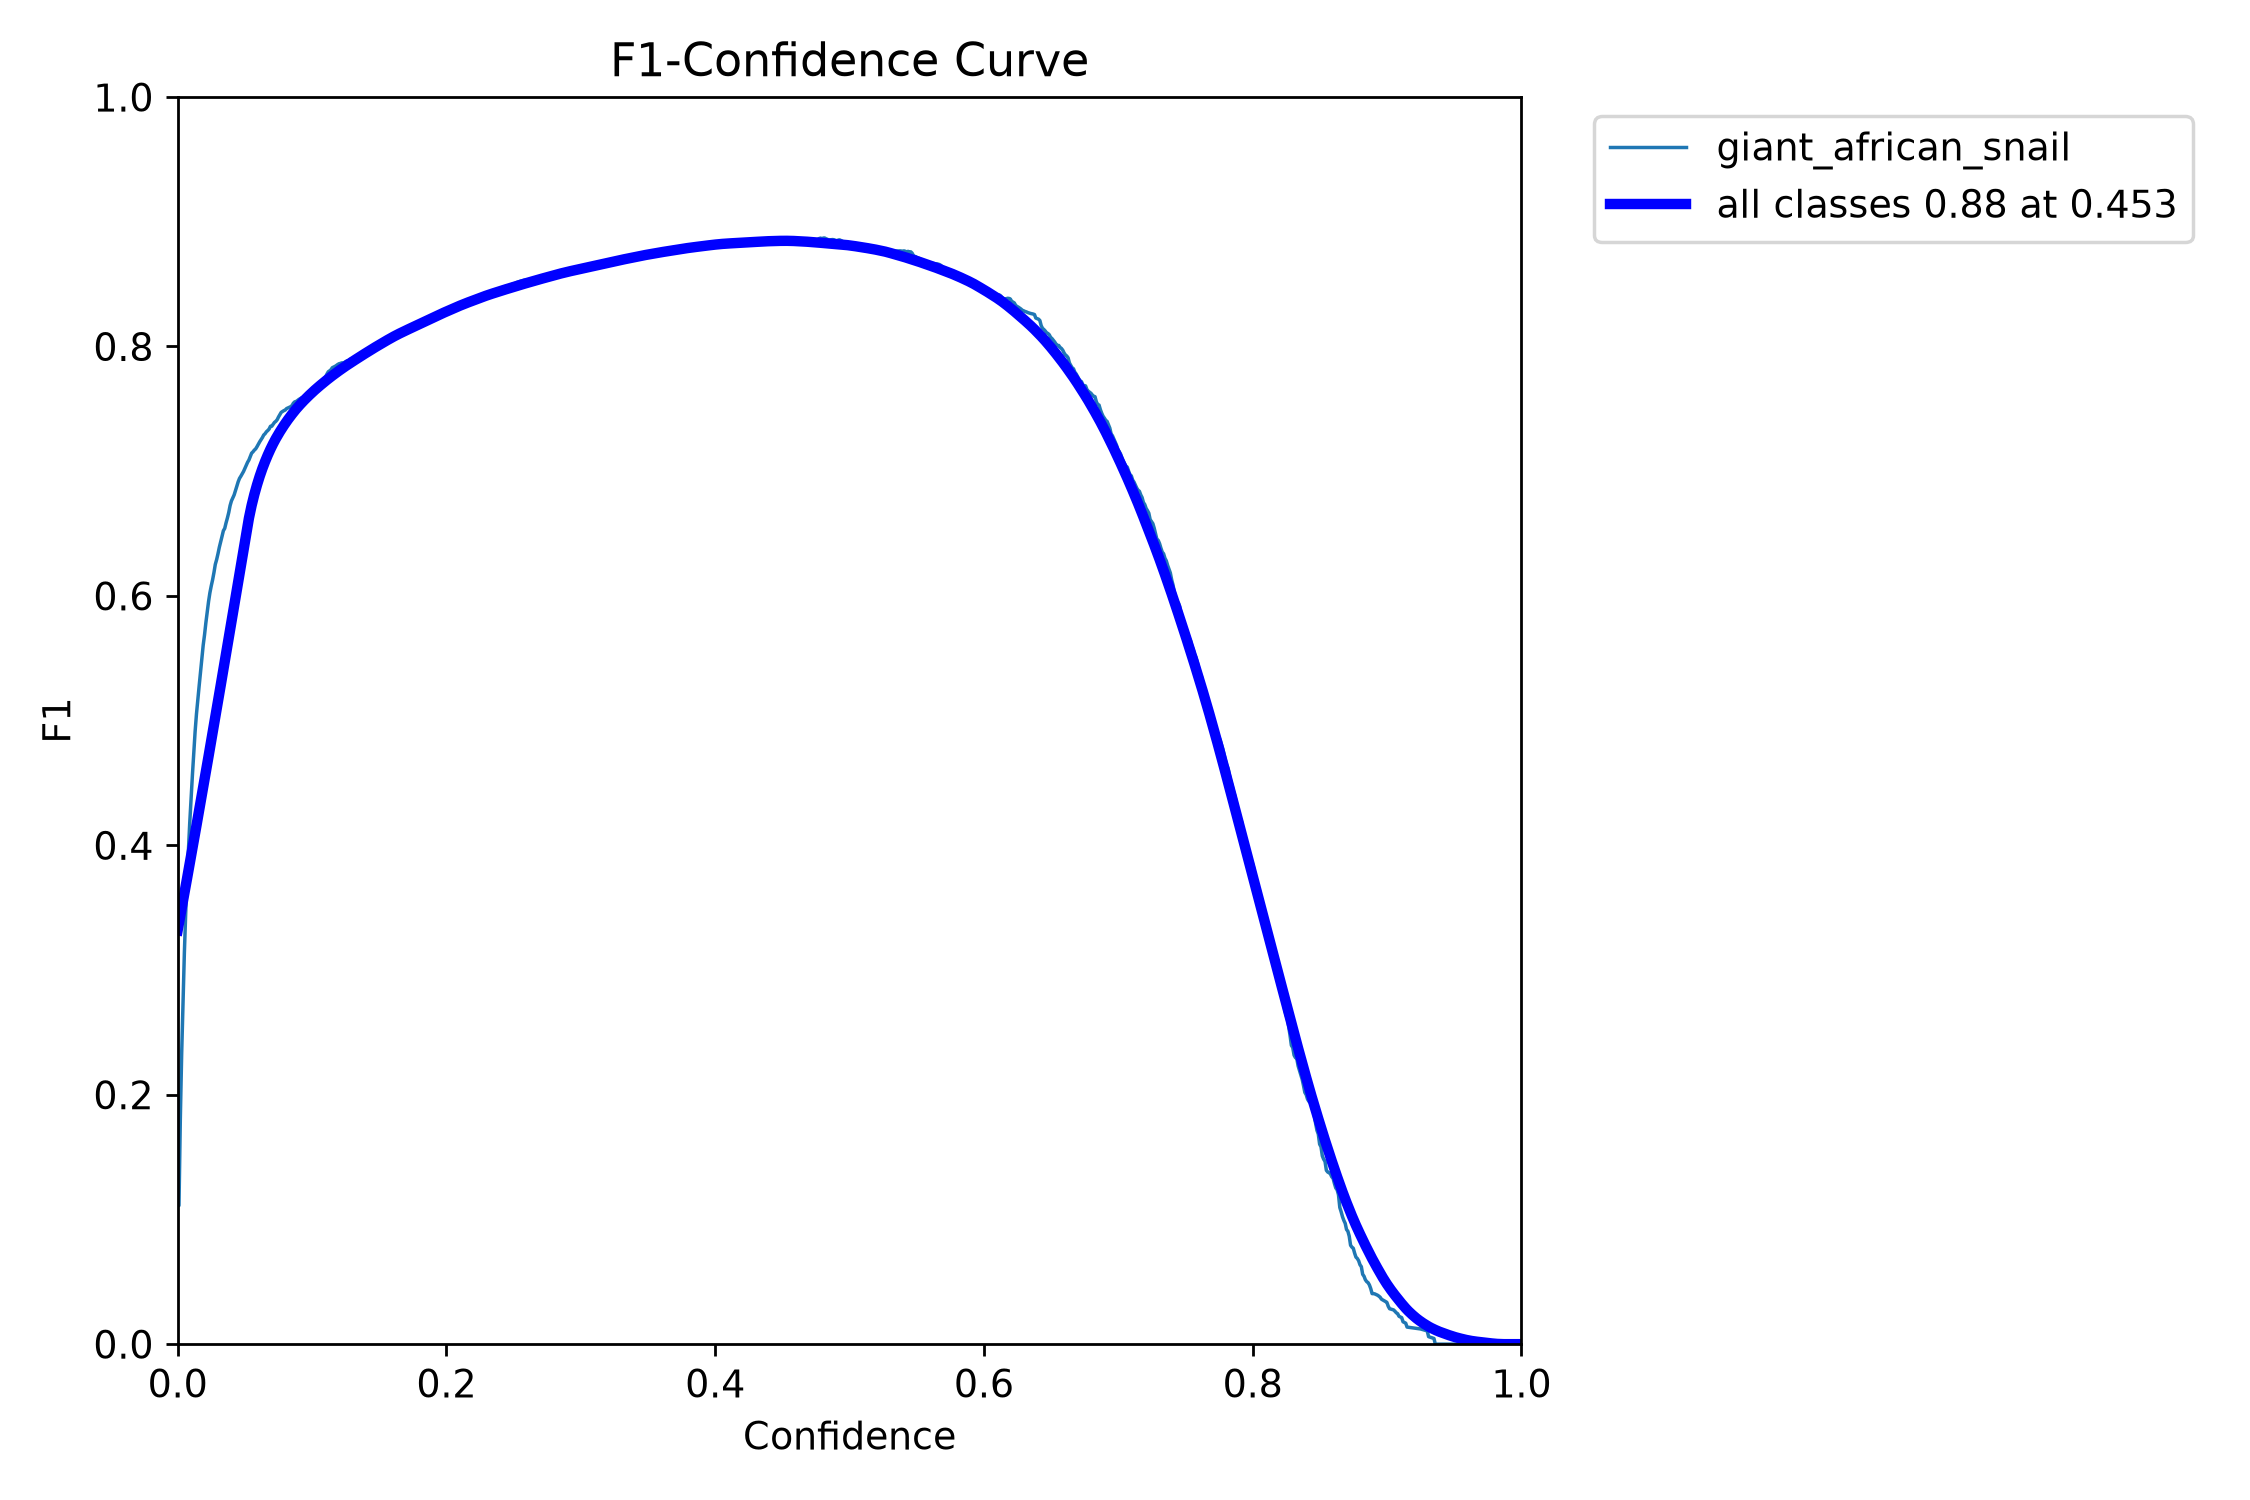 F1-Confidence Curve
giant_african_snail
all classes 0.88 at 0.453
F1
1.0
0.8
0.6
0.4
0.2
0.0
0.0 0.2 0.4 0.6 0.8 1.0
Confidence